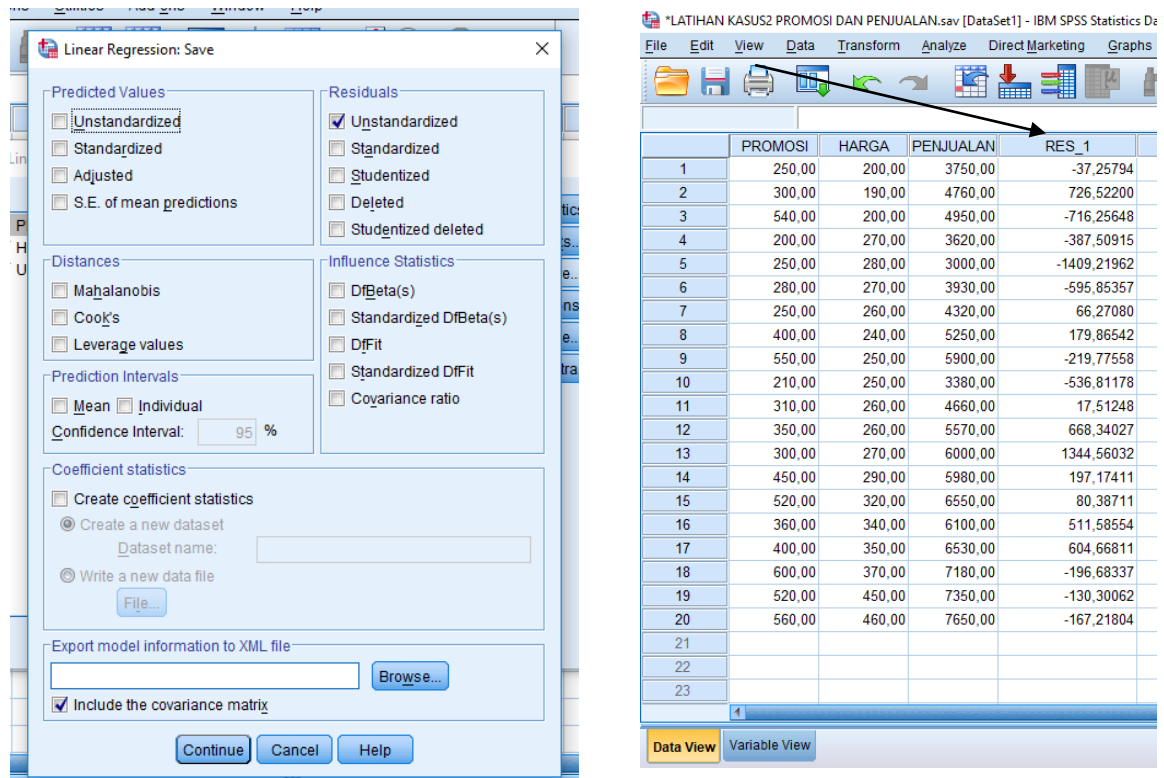 Linear Regression: Save
Predicted Values
Unstandardized
Standardized
Adjusted
S.E. of mean predictions
Residuals
Unstandardized
Standardized
Studentized
Deleted
Studentized deleted
Distances
Mahalanobis
Cook's
Leverage values
Influence Statistics
DfBeta(s)
Standardized DfBeta(s)
DfFit
Standardized DfFit
Covariance ratio
Prediction Intervals
Mean Individual
Confidence Interval: 95 %
Coefficient statistics
Create coefficient statistics
Create a new dataset
Dataset name:
Write a new data file
File...
Export model information to XML file
Browse...
Include the covariance matrix
Continue Cancel Help
*LATIHAN KASUS2 PROMOSI DAN PENJUALAN.sav [DataSet1] - IBM SPSS Statistics Da
File Edit View Data Transform Analyze Direct Marketing Graphs
PROMOSI HARGA PENJUALAN RES_1
1 250,00 200,00 3750,00 -37,25794
2 300,00 190,00 4760,00 726,52200
3 540,00 200,00 4950,00 -716,25648
4 200,00 270,00 3620,00 -387,50915
5 250,00 280,00 3000,00 -1409,21962
6 280,00 270,00 3930,00 -595,85357
7 250,00 260,00 4320,00 66,27080
8 400,00 240,00 5250,00 179,86542
9 550,00 250,00 5900,00 -219,77558
10 210,00 250,00 3380,00 -536,81178
11 310,00 260,00 4660,00 17,51248
12 350,00 260,00 5570,00 668,34027
13 300,00 270,00 6000,00 1344,56032
14 450,00 290,00 5980,00 197,17411
15 520,00 320,00 6550,00 80,38711
16 360,00 340,00 6100,00 511,58554
17 400,00 350,00 6530,00 604,66811
18 600,00 370,00 7180,00 -196,68337
19 520,00 450,00 7350,00 -130,30062
20 560,00 460,00 7650,00 -167,21804
21
22
23
Data View Variable View